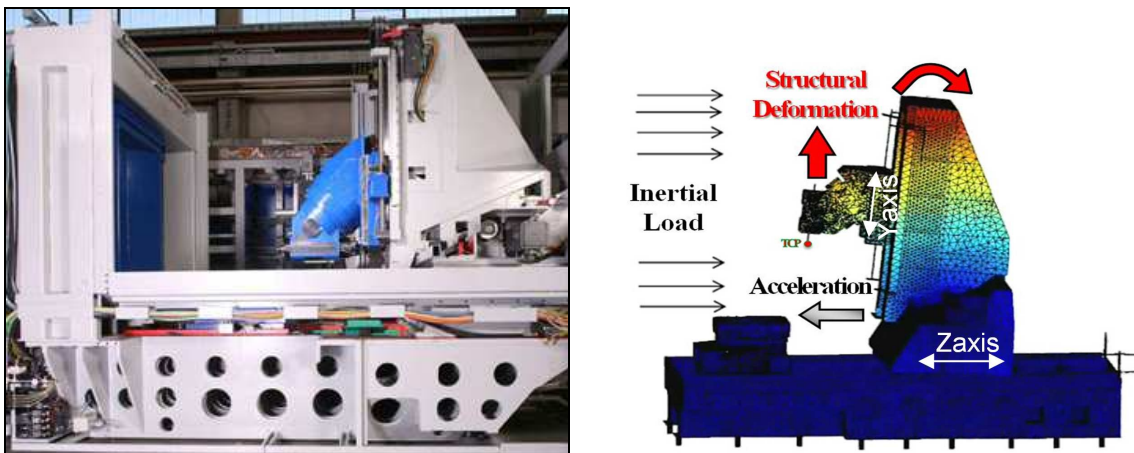 Structural
Deformation
Inertial
Load
Yaxis
TCP
Acceleration
Zaxis